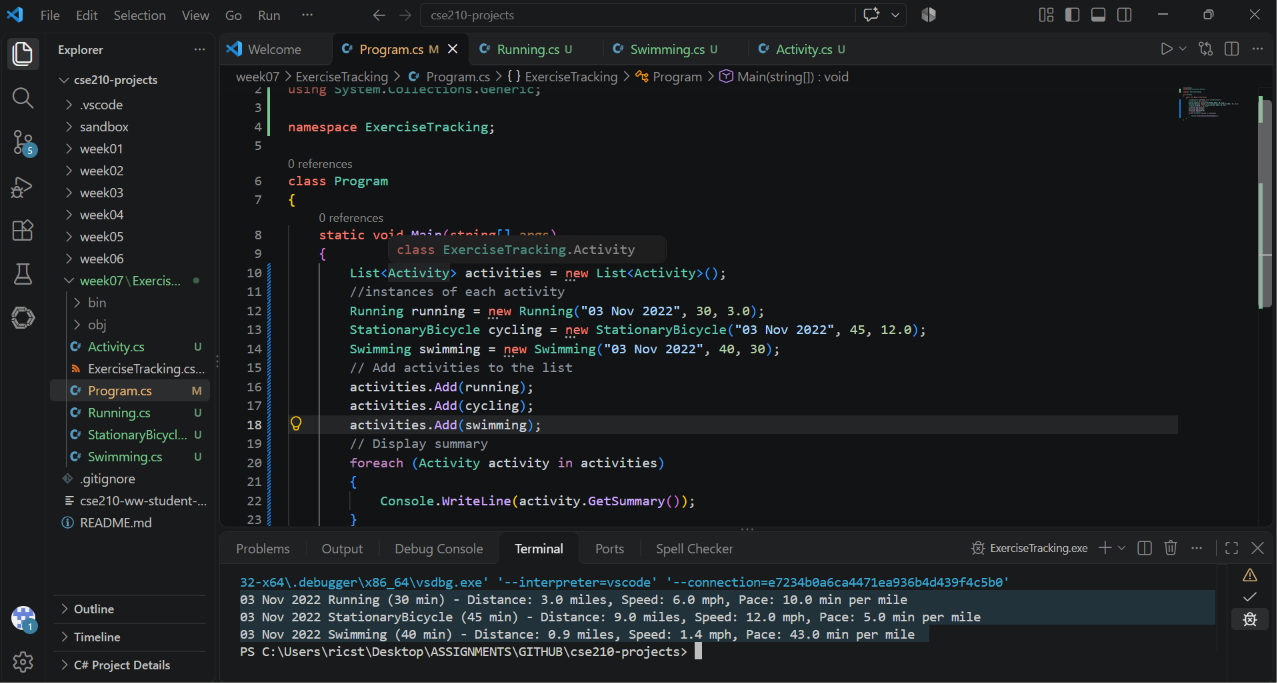 File Edit Selection View Go Run ··· cse210-projects
Explorer ···
cse210-projects
.vscode
sandbox
week01
week02
week03
week04
week05
week06
week07\Exercis...
bin
obj
Activity.cs U
ExerciseTracking.cs...
Program.cs M
Running.cs U
StationaryBicycl... U
Swimming.cs U
.gitignore
cse210-ww-student-...
README.md
Outline
Timeline
C# Project Details
5
1
Welcome Program.cs M Running.cs U Swimming.cs U Activity.cs U
week07 > ExerciseTracking > Program.cs > {} ExerciseTracking > Program > Main(string[]) : void
2 using System.Collections.Generic;
3
4 namespace ExerciseTracking;
5
0 references
6 class Program
7 {
0 references
8 static void Main(string[] args)
class ExerciseTracking.Activity
9 {
10 List<Activity> activities = new List<Activity>();
11 //instances of each activity
12 Running running = new Running("03 Nov 2022", 30, 3.0);
13 StationaryBicycle cycling = new StationaryBicycle("03 Nov 2022", 45, 12.0);
14 Swimming swimming = new Swimming("03 Nov 2022", 40, 30);
15 // Add activities to the list
16 activities.Add(running);
17 activities.Add(cycling);
18 activities.Add(swimming);
19 // Display summary
20 foreach (Activity activity in activities)
21 {
22 Console.WriteLine(activity.GetSummary());
23 }
Problems Output Debug Console Terminal Ports Spell Checker ExerciseTracking.exe
32-x64\.debugger\x86_64\vsdbg.exe' '--interpreter=vscode' '--connection=e7234b0a6ca4471ea936b4d439f4c5b0'
03 Nov 2022 Running (30 min) - Distance: 3.0 miles, Speed: 6.0 mph, Pace: 10.0 min per mile
03 Nov 2022 StationaryBicycle (45 min) - Distance: 9.0 miles, Speed: 12.0 mph, Pace: 5.0 min per mile
03 Nov 2022 Swimming (40 min) - Distance: 0.9 miles, Speed: 1.4 mph, Pace: 43.0 min per mile
PS C:\Users\ricst\Desktop\ASSIGNMENTS\GITHUB\cse210-projects>